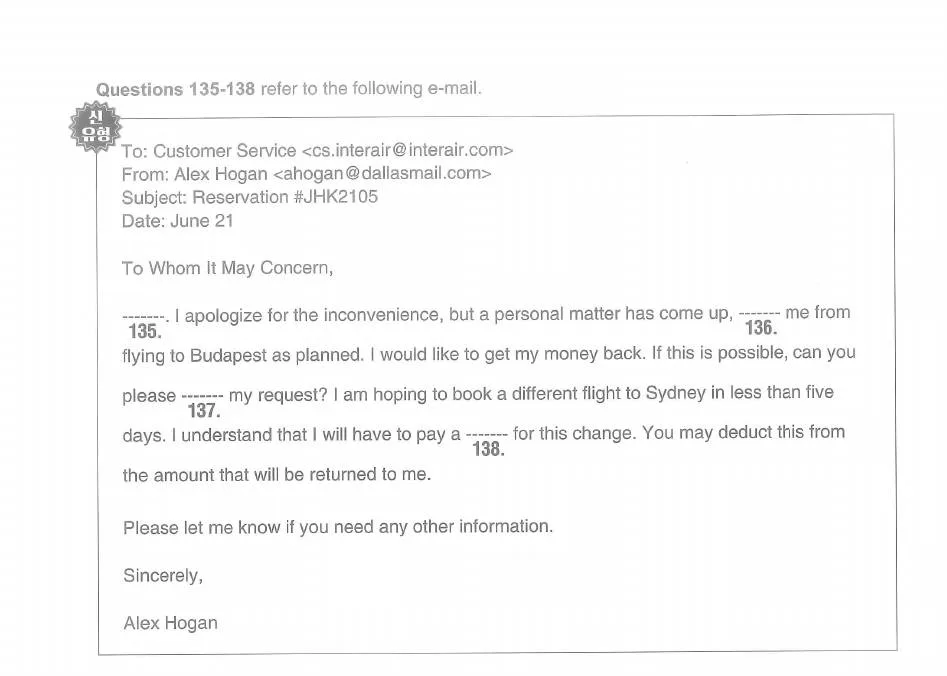 Questions 135-138 refer to the following e-mail.
신
유형
To: Customer Service <cs.interair@interair.com>
From: Alex Hogan <ahogan@dallasmail.com>
Subject: Reservation #JHK2105
Date: June 21
To Whom It May Concern,
-------. I apologize for the inconvenience, but a personal matter has come up, ------- me from
135. 136.
flying to Budapest as planned. I would like to get my money back. If this is possible, can you
please ------- my request? I am hoping to book a different flight to Sydney in less than five
137.
days. I understand that I will have to pay a ------- for this change. You may deduct this from
138.
the amount that will be returned to me.
Please let me know if you need any other information.
Sincerely,
Alex Hogan